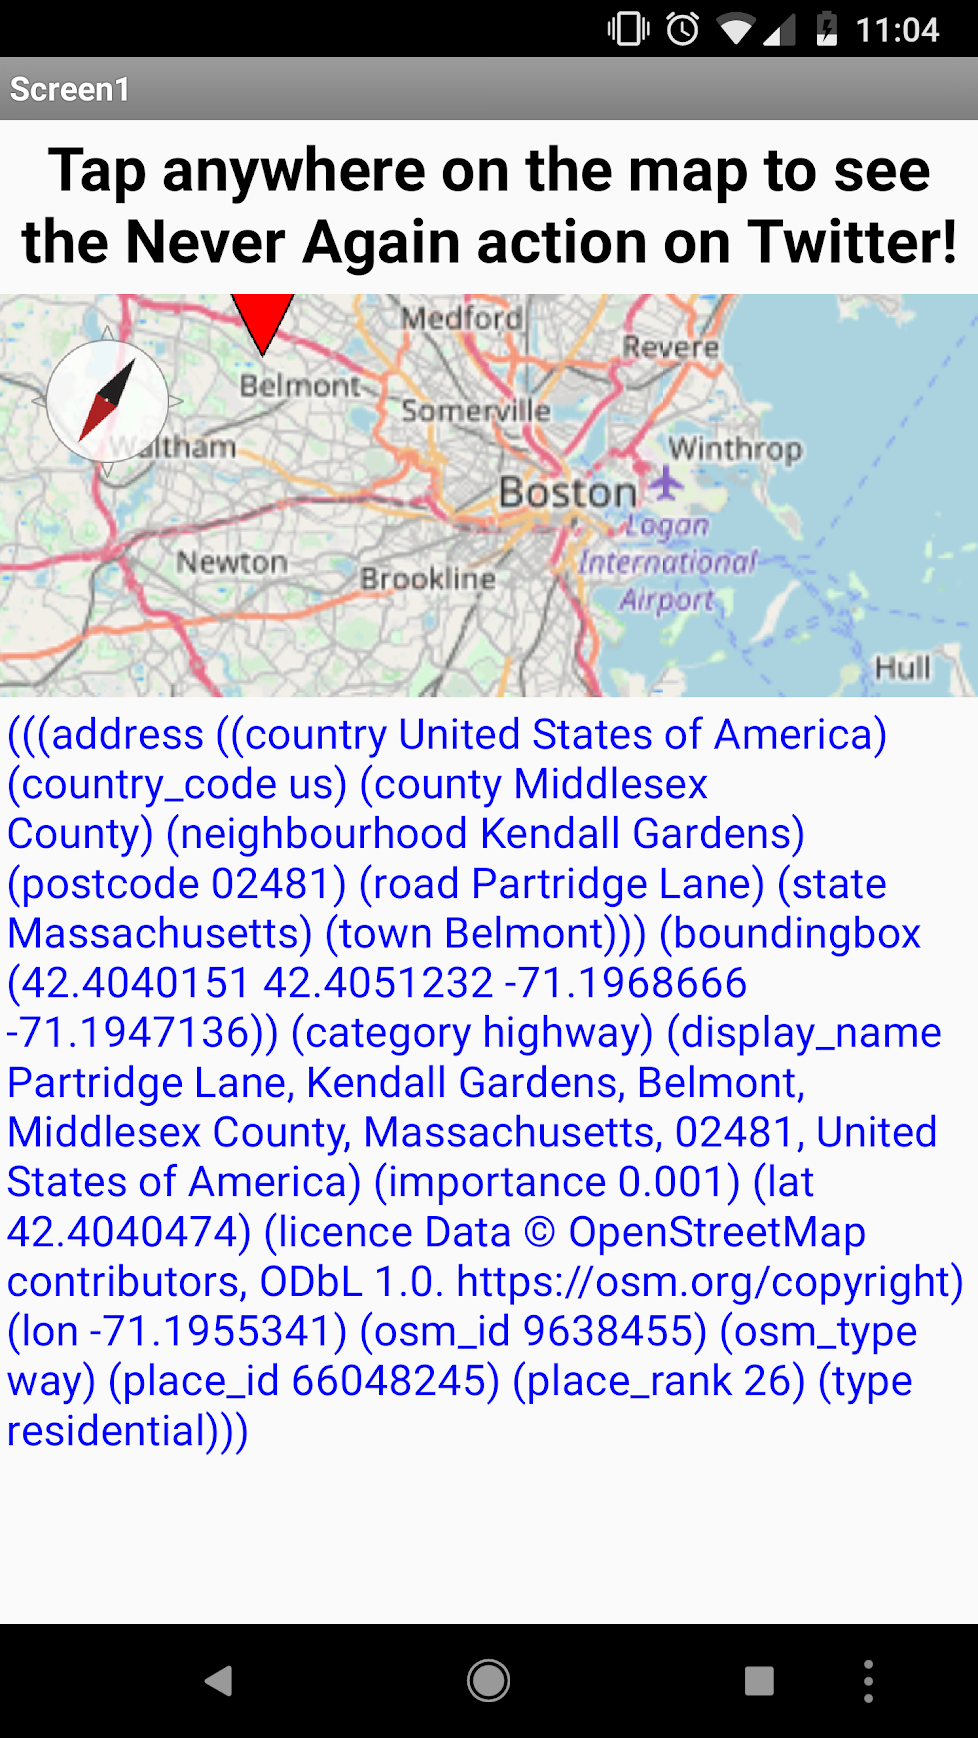 11:04
Screen1
Tap anywhere on the map to see
the Never Again action on Twitter!
Medford
Revere
Belmont
Somerville
Waltham
Winthrop
Boston
Logan
International
Airport
Newton
Brookline
Hull
(((address ((country United States of America)
(country_code us) (county Middlesex
County) (neighbourhood Kendall Gardens)
(postcode 02481) (road Partridge Lane) (state
Massachusetts) (town Belmont))) (boundingbox
(42.4040151 42.4051232 -71.1968666
-71.1947136)) (category highway) (display_name
Partridge Lane, Kendall Gardens, Belmont,
Middlesex County, Massachusetts, 02481, United
States of America) (importance 0.001) (lat
42.4040474) (licence Data © OpenStreetMap
contributors, ODbL 1.0. https://osm.org/copyright)
(lon -71.1955341) (osm_id 9638455) (osm_type
way) (place_id 66048245) (place_rank 26) (type
residential)))